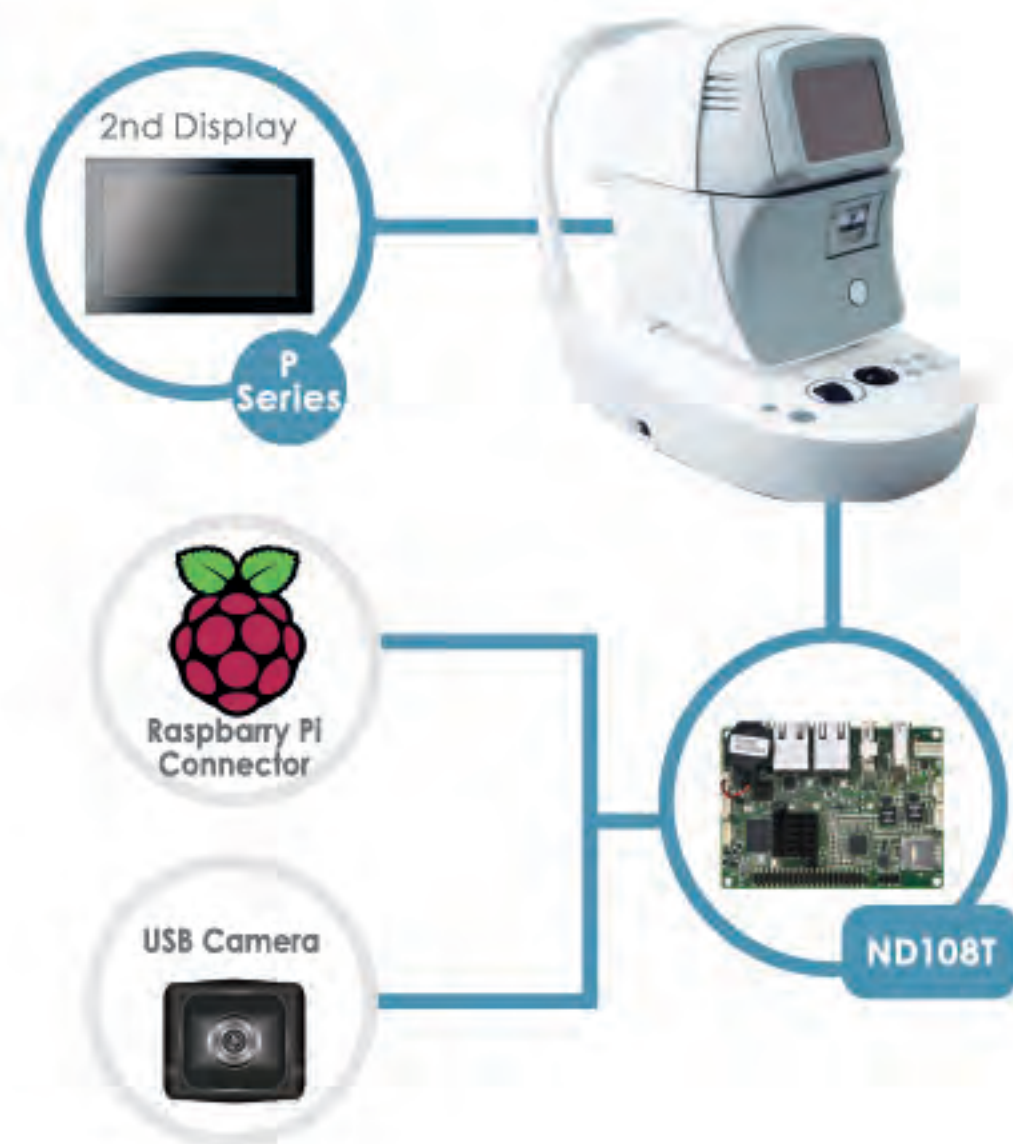 2nd Display
P
Series
Raspbarry Pi
Connector
USB Camera
ND108T